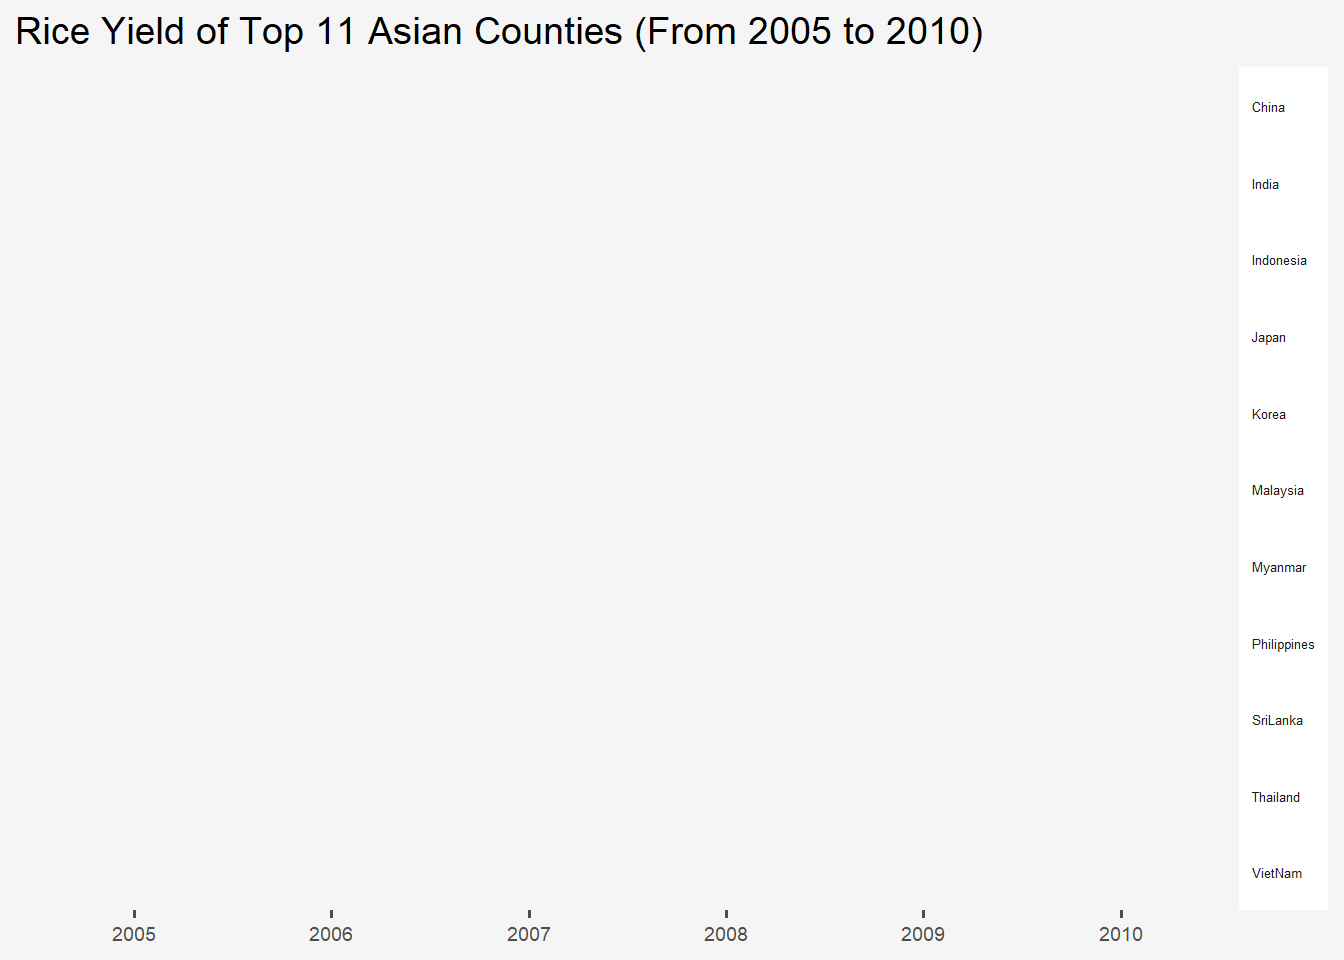 Rice Yield of Top 11 Asian Counties (From 2005 to 2010)
China
India
Indonesia
Japan
Korea
Malaysia
Myanmar
Philippines
SriLanka
Thailand
VietNam
2005 2006 2007 2008 2009 2010